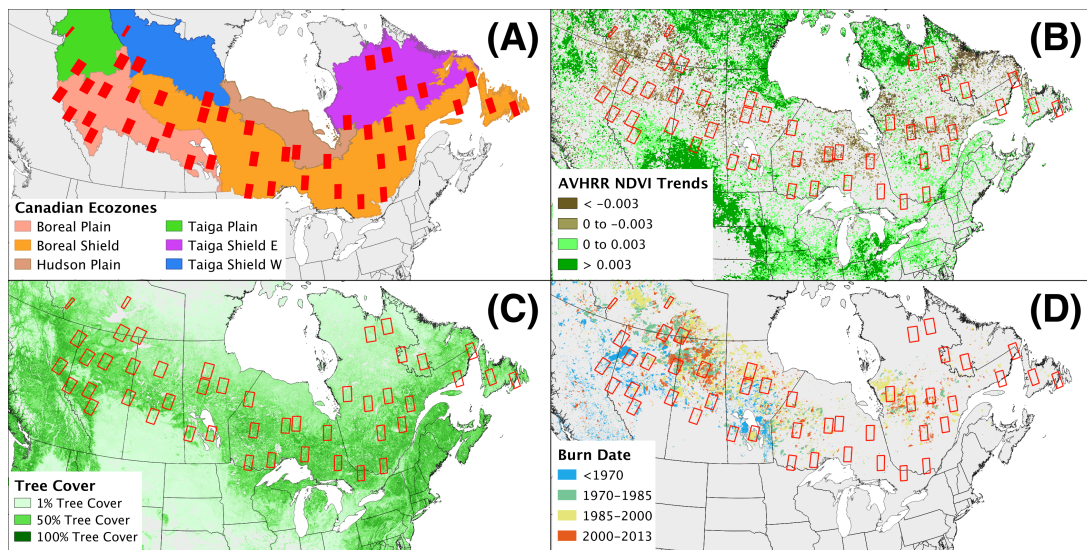 (A)
Canadian Ecozones
Boreal Plain
Taiga Plain
Boreal Shield
Taiga Shield E
Hudson Plain
Taiga Shield W
(B)
AVHRR NDVI Trends
< -0.003
0 to -0.003
0 to 0.003
> 0.003
(C)
Tree Cover
1% Tree Cover
50% Tree Cover
100% Tree Cover
(D)
Burn Date
<1970
1970-1985
1985-2000
2000-2013